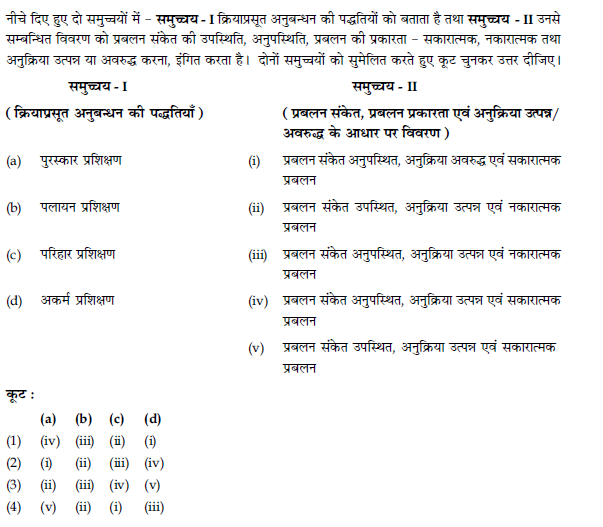 नीचे दिए हुए दो समुच्चयों में – समुच्चय - I क्रियाप्रसूत अनुबन्धन की पद्धतियों को बताता है तथा समुच्चय - II उनसे
सम्बन्धित विवरण को प्रबलन संकेत की उपस्थिति, अनुपस्थिति, प्रबलन की प्रकारता – सकारात्मक, नकारात्मक तथा
अनुक्रिया उत्पन्न या अवरुद्ध करना, इंगित करता है। दोनों समुच्चयों को सुमेलित करते हुए कूट चुनकर उत्तर दीजिए।
समुच्चय - I समुच्चय - II
( क्रियाप्रसूत अनुबन्धन की पद्धतियाँ ) ( प्रबलन संकेत, प्रबलन प्रकारता एवं अनुक्रिया उत्पन्न/
अवरुद्ध के आधार पर विवरण )
(a) पुरस्कार प्रशिक्षण (i) प्रबलन संकेत अनुपस्थित, अनुक्रिया अवरुद्ध एवं सकारात्मक
प्रबलन
(b) पलायन प्रशिक्षण (ii) प्रबलन संकेत उपस्थित, अनुक्रिया उत्पन्न एवं नकारात्मक
प्रबलन
(c) परिहार प्रशिक्षण (iii) प्रबलन संकेत अनुपस्थित, अनुक्रिया उत्पन्न एवं नकारात्मक
प्रबलन
(d) अकर्म प्रशिक्षण (iv) प्रबलन संकेत अनुपस्थित, अनुक्रिया उत्पन्न एवं सकारात्मक
प्रबलन
(v) प्रबलन संकेत उपस्थित, अनुक्रिया उत्पन्न एवं सकारात्मक
प्रबलन
कूट :
(a) (b) (c) (d)
(1) (iv) (iii) (ii) (i)
(2) (i) (ii) (iii) (iv)
(3) (ii) (iii) (iv) (v)
(4) (v) (ii) (i) (iii)